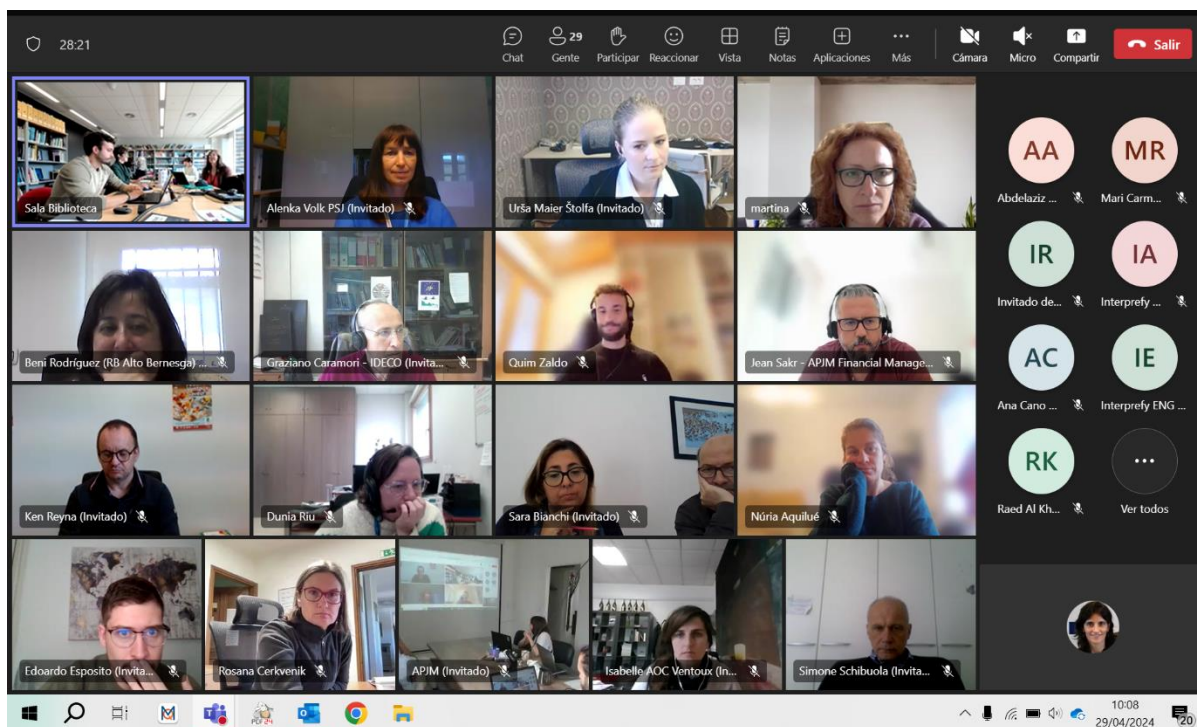 28:21
Chat
29
Gente
Participar
Reaccionar
Vista
Notas
Aplicaciones
Más
Cámara
Micro
Compartir
Salir
Sala Biblioteca
Alenka Volk PSJ (Invitado)
Urša Maier Štolfa (Invitado)
martina
AA
Abdelaziz ...
MR
Mari Carm...
Beni Rodríguez (RB Alto Bernesga) ...
Graziano Caramori - IDECO (Invita...
Quim Zaldo
Jean Sakr - APJM Financial Manage...
IR
Invitado de...
IA
Interprefy ...
Ken Reyna (Invitado)
Dunia Riu
Sara Bianchi (Invitado)
Núria Aquilué
AC
Ana Cano ...
IE
Interprefy ENG ...
RK
Raed Al Kh...
...
Ver todos
Edoardo Esposito (Invita...
Rosana Cerkvenik
APJM (Invitado)
Isabelle AOC Ventoux (In...
Simone Schibuola (Invita...
PDF24
10:08
29/04/2024
20